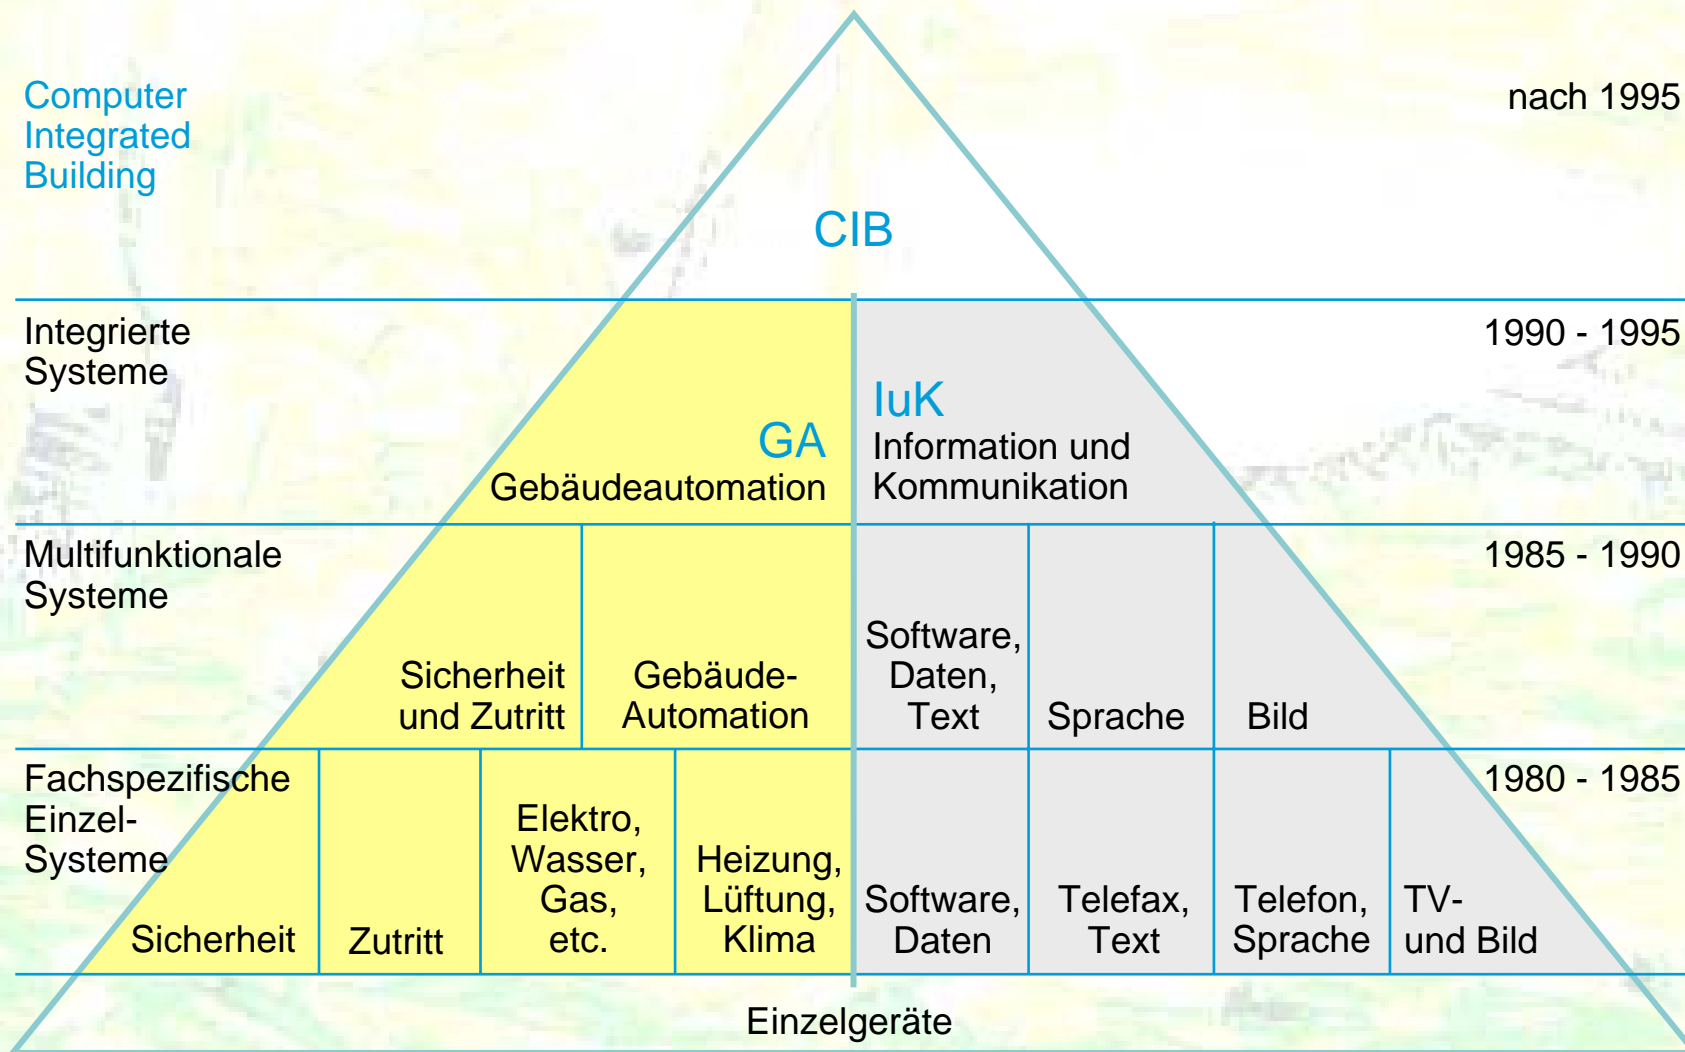 Computer
Integrated
Building
nach 1995
CIB
Integrierte
Systeme
1990 - 1995
GA
Gebäudeautomation
IuK
Information und
Kommunikation
Multifunktionale
Systeme
1985 - 1990
Sicherheit
und Zutritt
Gebäude-
Automation
Software,
Daten,
Text
Sprache
Bild
Fachspezifische
Einzel-
Systeme
1980 - 1985
Sicherheit
Zutritt
Elektro,
Wasser,
Gas,
etc.
Heizung,
Lüftung,
Klima
Software,
Daten
Telefax,
Text
Telefon,
Sprache
TV-
und Bild
Einzelgeräte